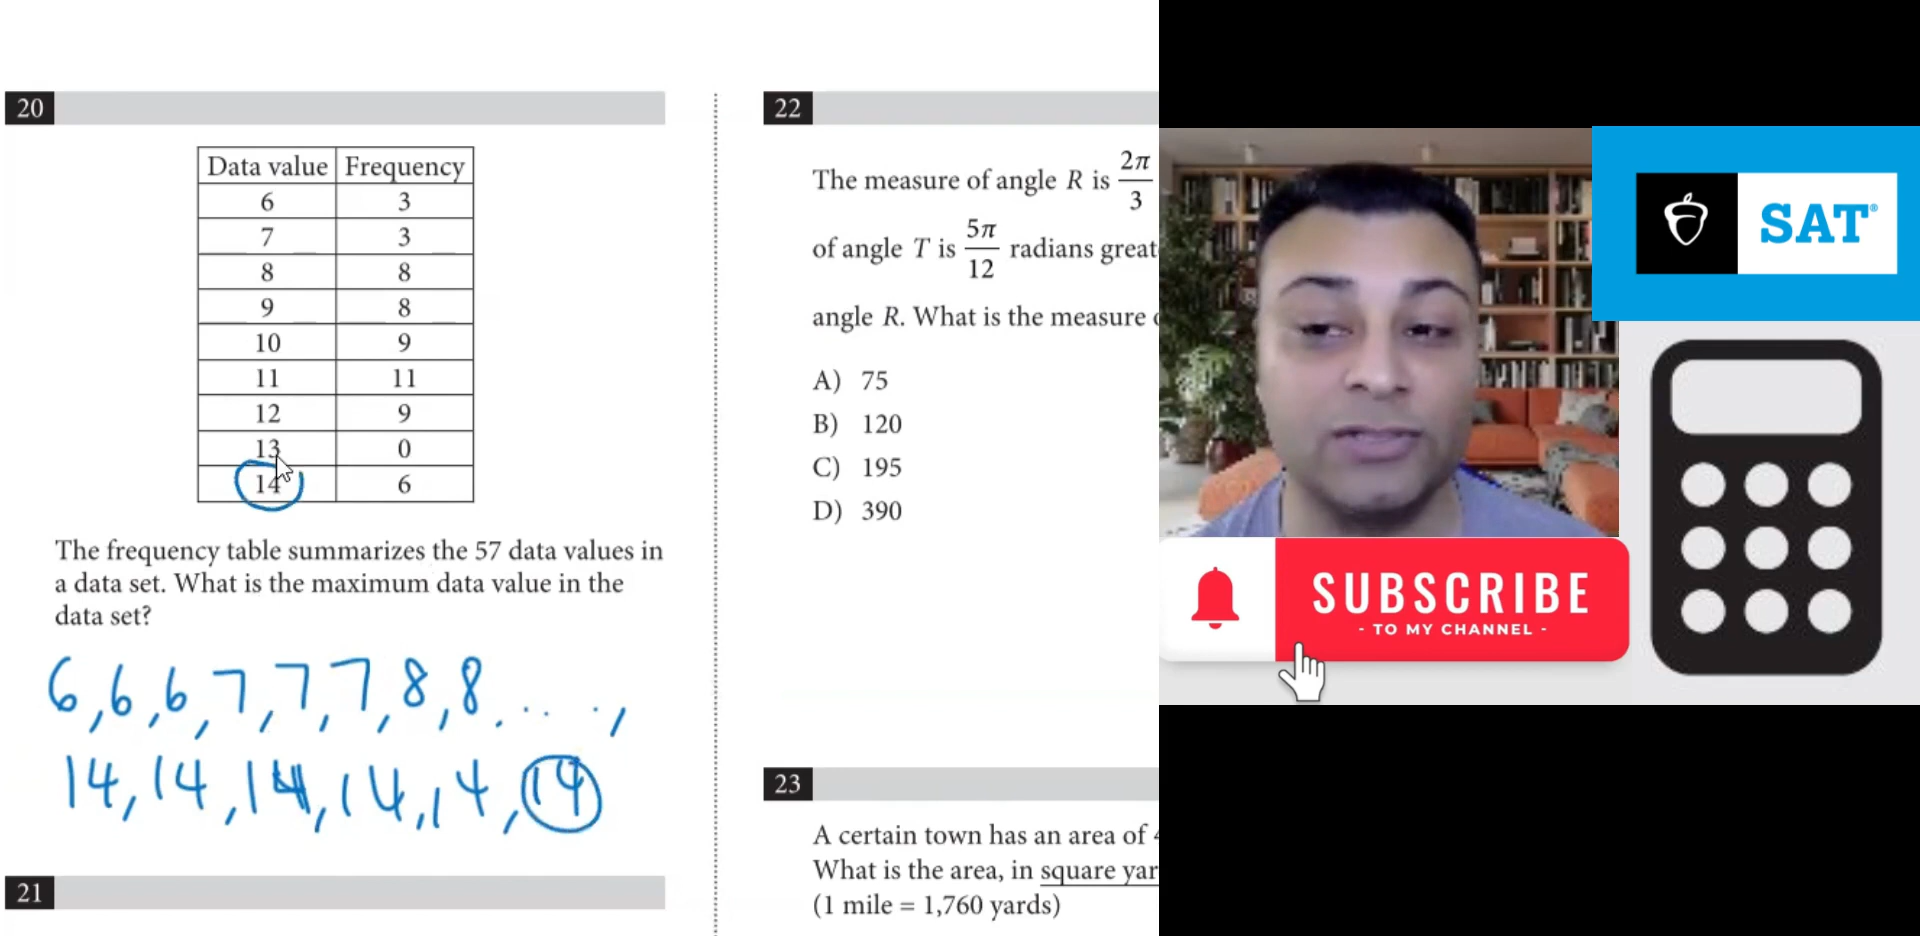 20
Data value Frequency
6 3
7 3
8 8
9 8
10 9
11 11
12 9
13 0
14 6
The frequency table summarizes the 57 data values in
a data set. What is the maximum data value in the
data set?
6, 6, 6, 7, 7, 7, 8, 8, . . . . ,
14, 14, 14, 14, 14, 14
21
22
The measure of angle R is 2π/3
of angle T is 5π/12 radians great
angle R. What is the measure
A) 75
B) 120
C) 195
D) 390
23
A certain town has an area of 4
What is the area, in square yar
(1 mile = 1,760 yards)
SAT®
SUBSCRIBE
- TO MY CHANNEL -